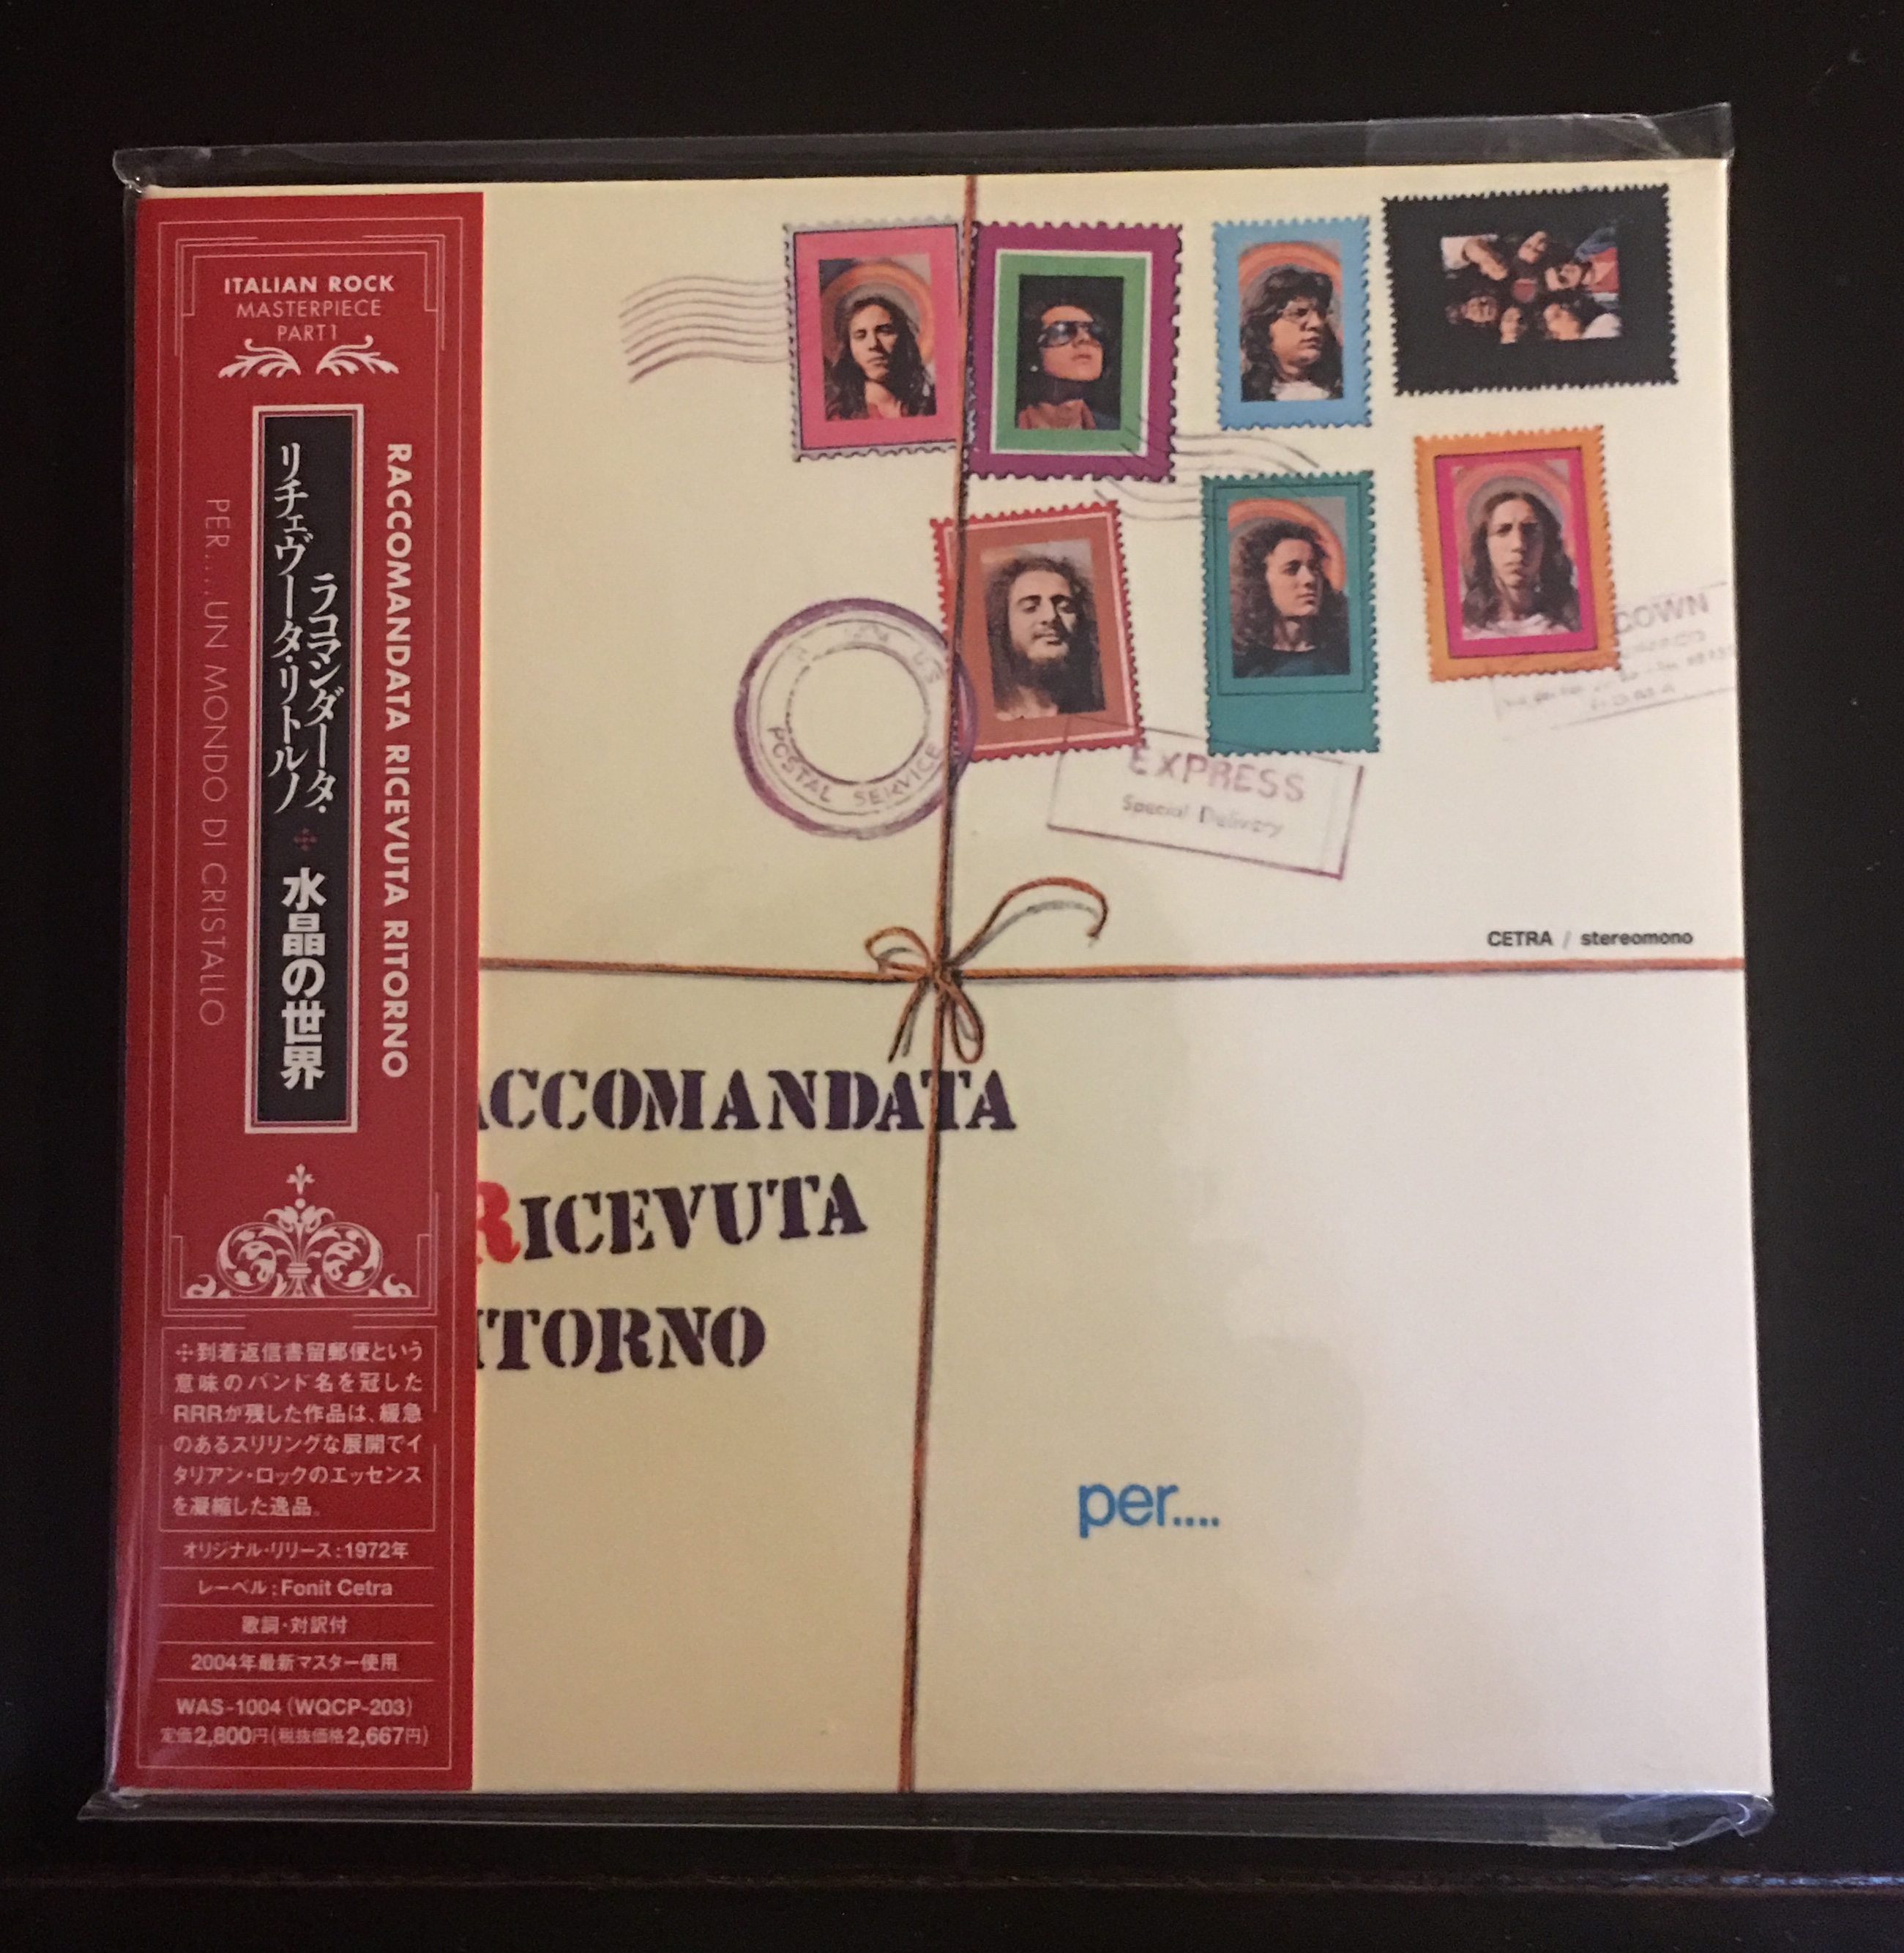 ITALIAN ROCK
MASTERPIECE
PART 1
RACCOMANDATA RICEVUTA RITORNO
ラコマンダータ・
リチェヴータ・リトルノ
水晶の世界
PER....UN MONDO DI CRISTALLO
到着返信書留郵便という
意味のバンド名を冠した
RRRが残した作品は、緩急
のあるスリリングな展開でイ
タリアン・ロックのエッセンス
を凝縮した逸品。
オリジナル・リリース:1972年
レーベル:Fonit Cetra
歌詞・対訳付
2004年最新マスター使用
WAS-1004 (WQCP-203)
定価2,800円(税抜価格2,667円)
POSTAL SERVICE
EXPRESS
Special Delivery
COWN
CETRA / stereomono
ACCOMANDATA
RICEVUTA
ITORNO
per....